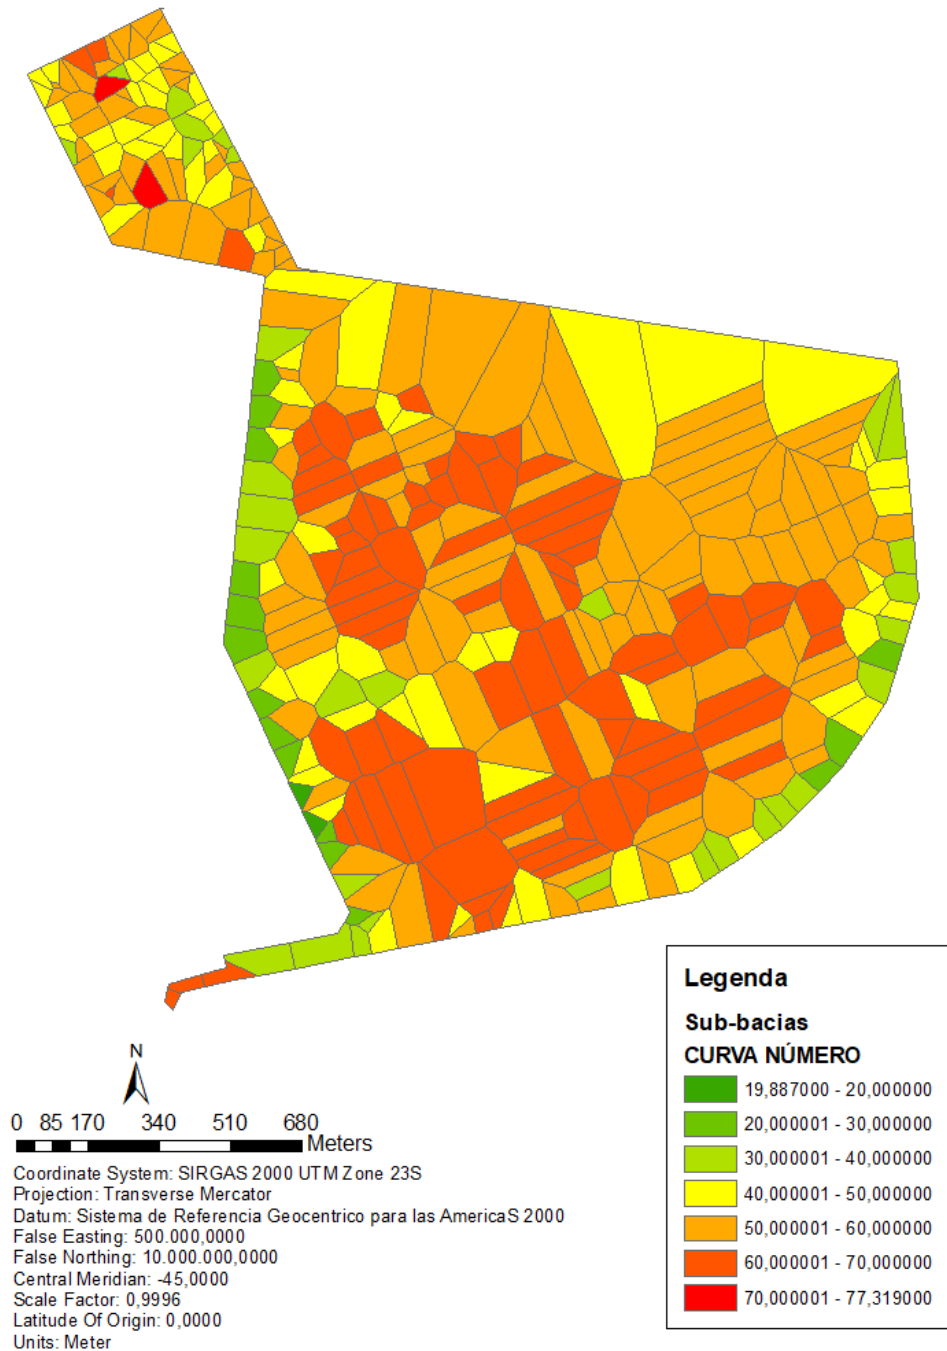 N
0 85 170 340 510 680
Meters
Coordinate System: SIRGAS 2000 UTM Zone 23S
Projection: Transverse Mercator
Datum: Sistema de Referencia Geocentrico para las AmericaS 2000
False Easting: 500.000,0000
False Northing: 10.000.000,0000
Central Meridian: -45,0000
Scale Factor: 0,9996
Latitude Of Origin: 0,0000
Units: Meter
Legenda
Sub-bacias
CURVA NÚMERO
19,887000 - 20,000000
20,000001 - 30,000000
30,000001 - 40,000000
40,000001 - 50,000000
50,000001 - 60,000000
60,000001 - 70,000000
70,000001 - 77,319000